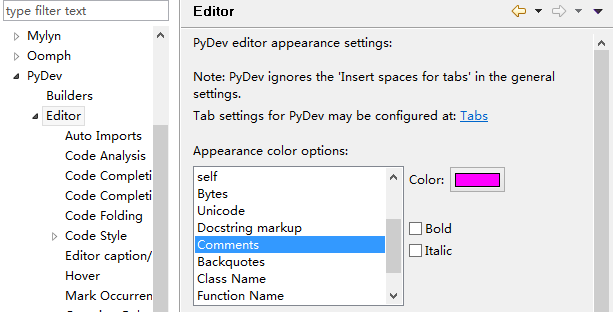 type filter text
Mylyn
Oomph
PyDev
Builders
Editor
Auto Imports
Code Analysis
Code Completi
Code Completi
Code Folding
Code Style
Editor caption/
Hover
Mark Occurren
Editor
PyDev editor appearance settings:
Note: PyDev ignores the 'Insert spaces for tabs' in the general
settings.
Tab settings for PyDev may be configured at: Tabs
Appearance color options:
self
Bytes
Unicode
Docstring markup
Comments
Backquotes
Class Name
Function Name
Color:
Bold
Italic